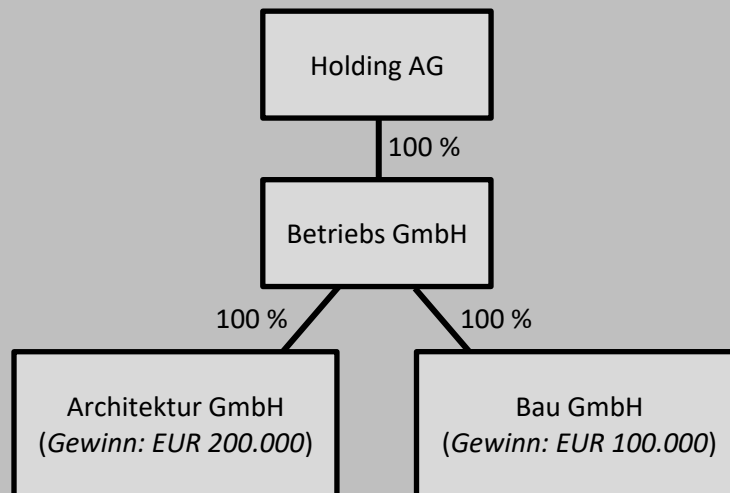 Holding AG
100 %
Betriebs GmbH
100 %
100 %
Architektur GmbH
(Gewinn: EUR 200.000)
Bau GmbH
(Gewinn: EUR 100.000)